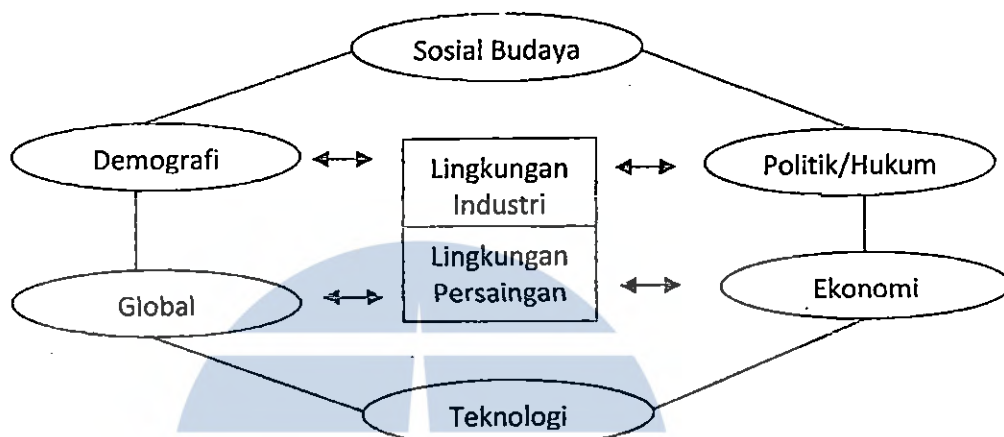 Sosial Budaya
Demografi
Lingkungan
Industri
Politik/Hukum
Lingkungan
Persaingan
Global
Ekonomi
Teknologi